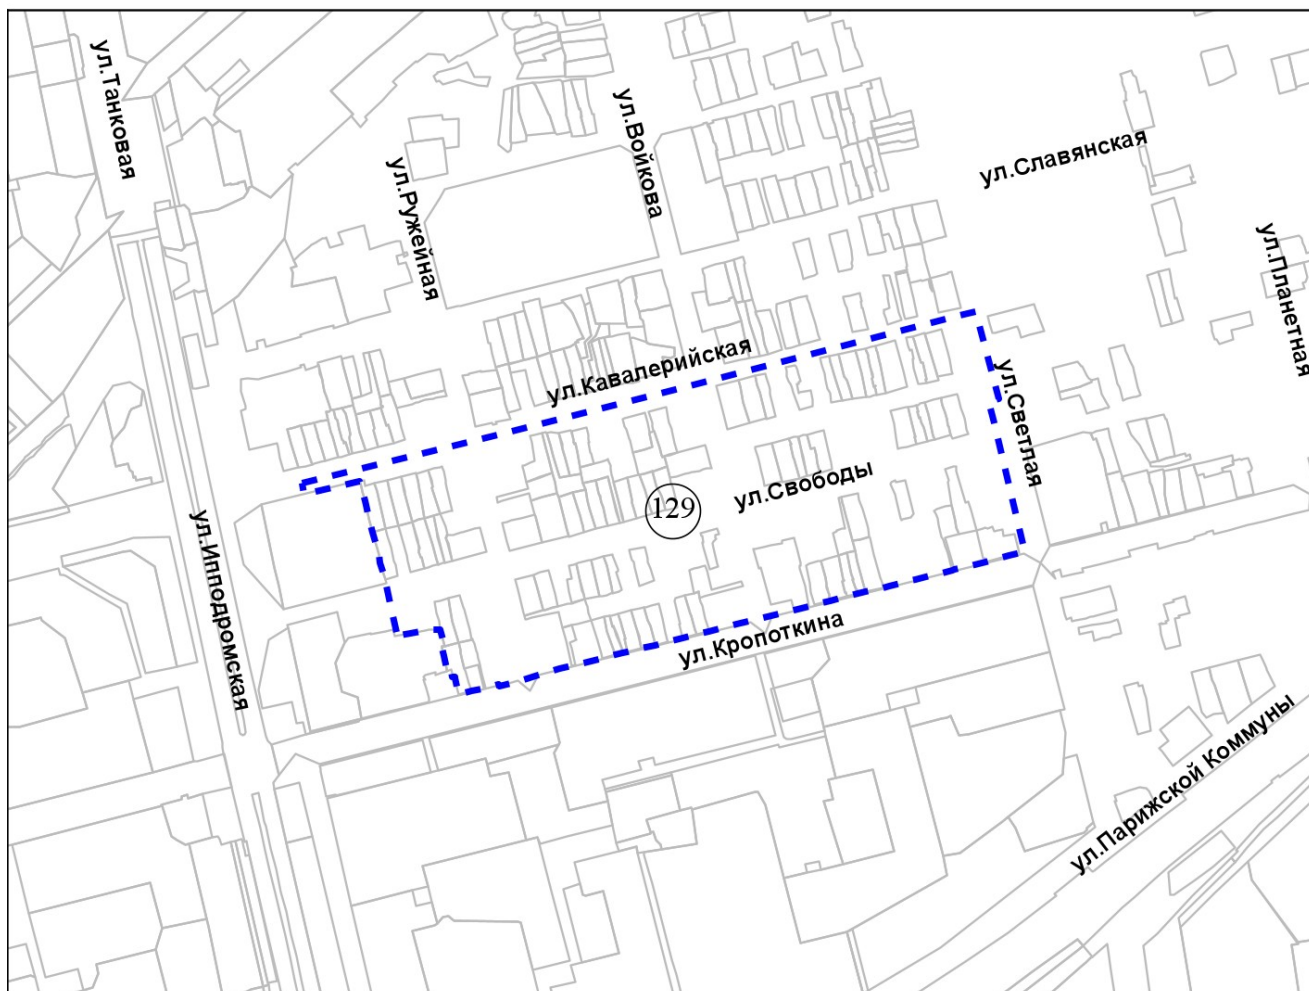 ул.Танковая
ул.Войкова
ул.Славянская
ул.Ружейная
ул.Планетная
ул.Кавалерийская
ул.Светлая
ул.Свободы
129
ул.Ипподромская
ул.Кропоткина
ул.Парижской Коммуны